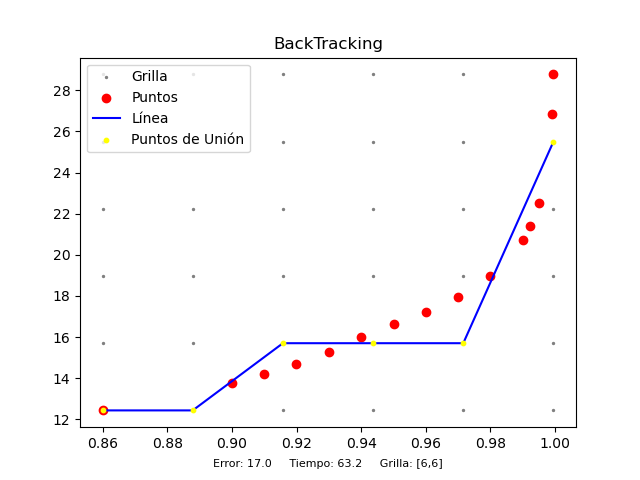 BackTracking
Grilla
Puntos
Línea
Puntos de Unión
28
26
24
22
20
18
16
14
12
0.86 0.88 0.90 0.92 0.94 0.96 0.98 1.00
Error: 17.0 Tiempo: 63.2 Grilla: [6,6]